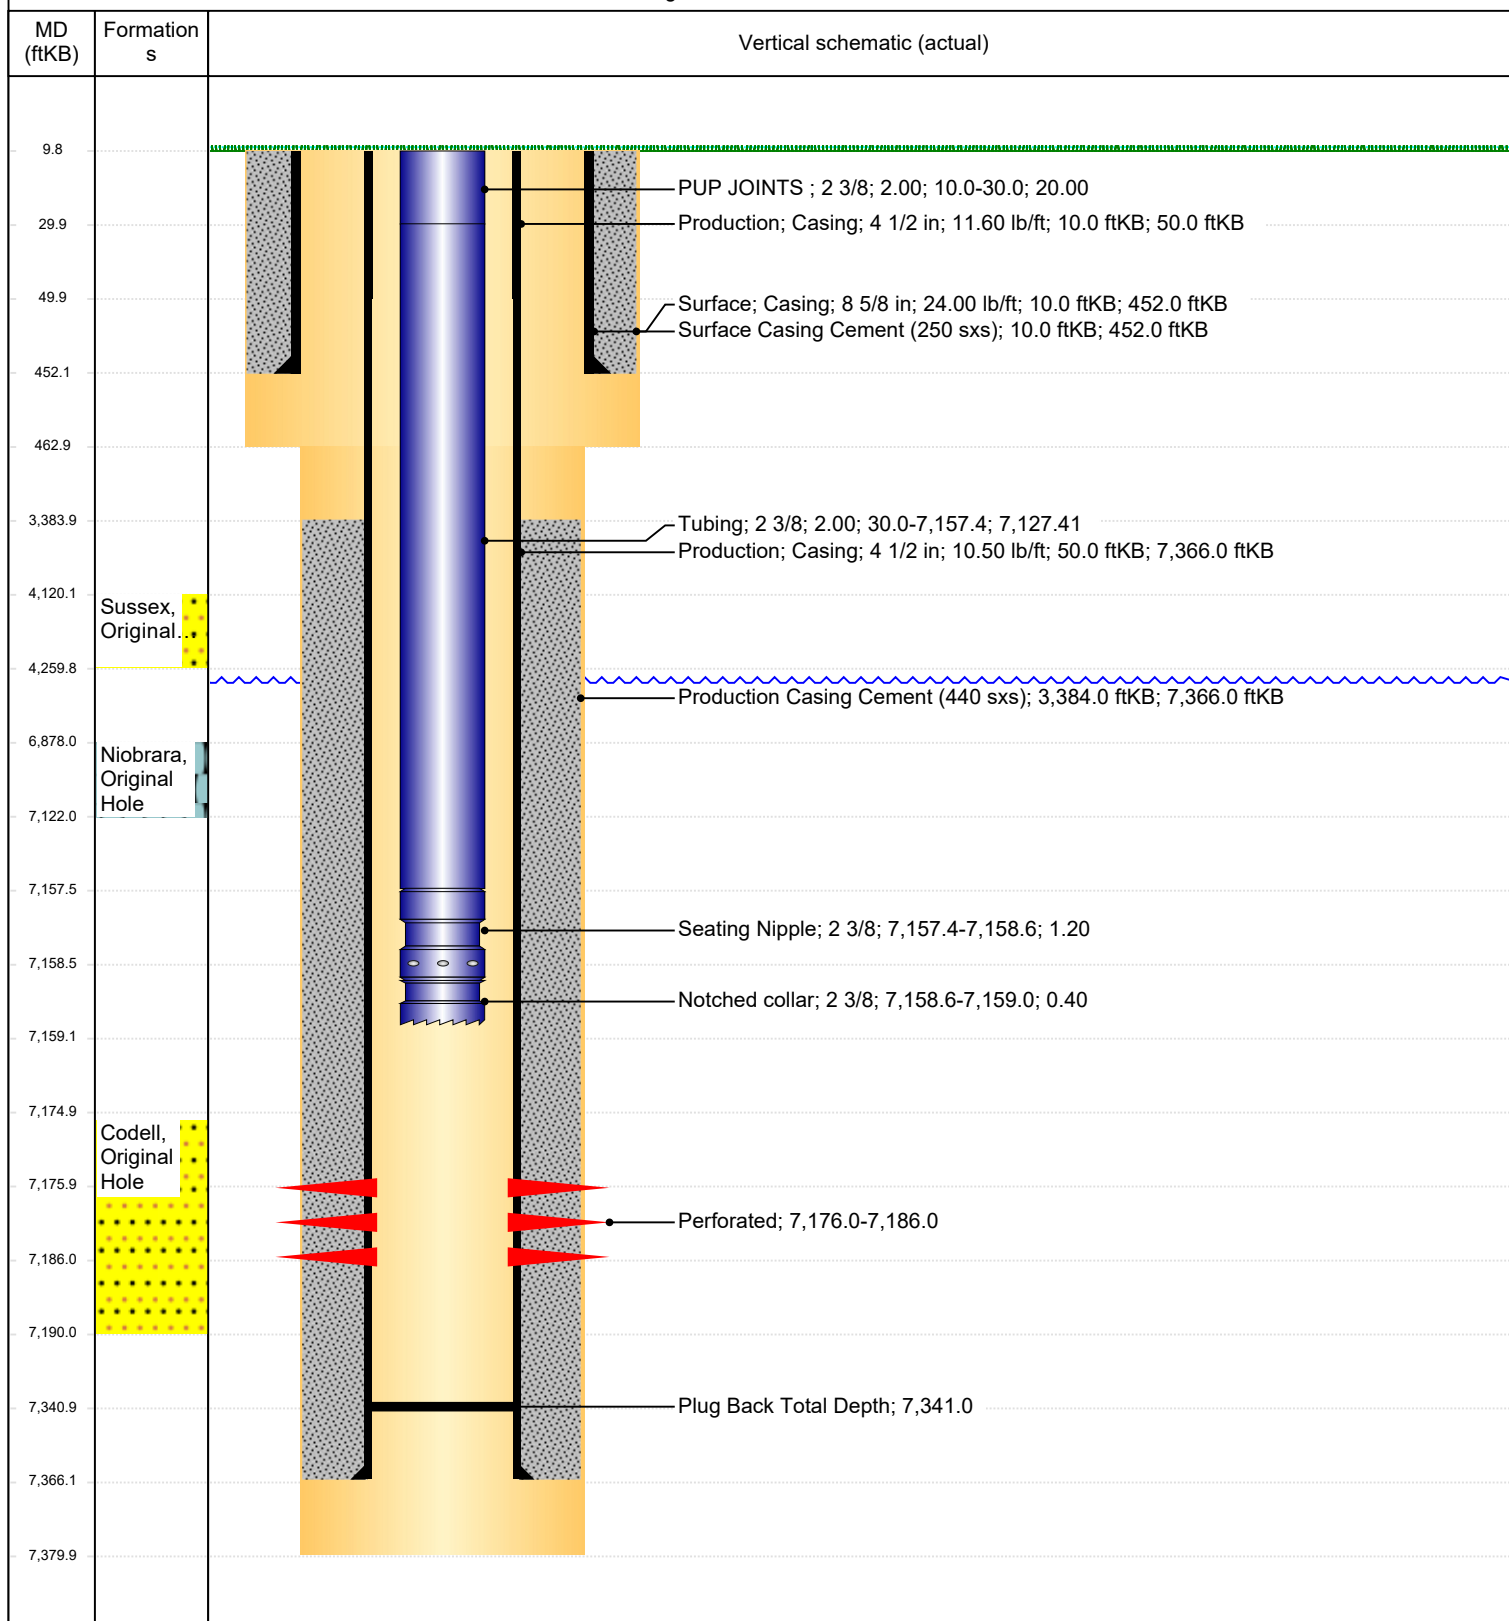 MD
(ftKB)
Formation
s
Vertical schematic (actual)
9.8
PUP JOINTS ; 2 3/8; 2.00; 10.0-30.0; 20.00
29.9
Production; Casing; 4 1/2 in; 11.60 lb/ft; 10.0 ftKB; 50.0 ftKB
49.9
Surface; Casing; 8 5/8 in; 24.00 lb/ft; 10.0 ftKB; 452.0 ftKB
Surface Casing Cement (250 sxs); 10.0 ftKB; 452.0 ftKB
452.1
462.9
3,383.9
Tubing; 2 3/8; 2.00; 30.0-7,157.4; 7,127.41
Production; Casing; 4 1/2 in; 10.50 lb/ft; 50.0 ftKB; 7,366.0 ftKB
4,120.1
Sussex,
Original...
4,259.8
Production Casing Cement (440 sxs); 3,384.0 ftKB; 7,366.0 ftKB
6,878.0
Niobrara,
Original
Hole
7,122.0
7,157.5
Seating Nipple; 2 3/8; 7,157.4-7,158.6; 1.20
7,158.5
Notched collar; 2 3/8; 7,158.6-7,159.0; 0.40
7,159.1
7,174.9
Codell,
Original
Hole
7,175.9
Perforated; 7,176.0-7,186.0
7,186.0
7,190.0
7,340.9
Plug Back Total Depth; 7,341.0
7,366.1
7,379.9